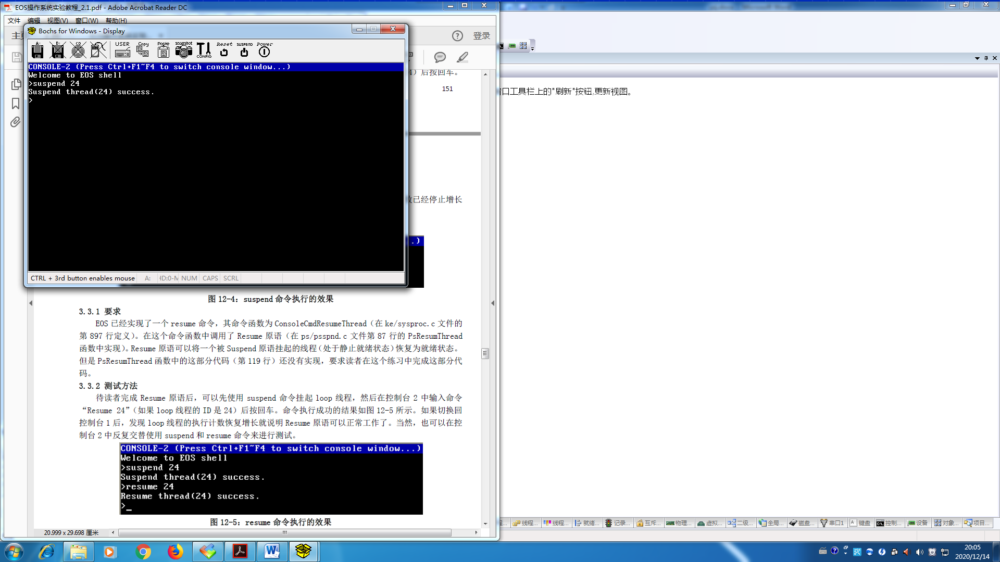 EOS操作系统实验教程_2.1.pdf - Adobe Acrobat Reader DC
文件 编辑 视图(V) 窗口(W) 帮助(H)
登录
Bochs for Windows - Display
A: B: CD USER Copy Paste snapshot CONFIG Reset SUSPEND Power
CONSOLE-2 (Press Ctrl+F1~F4 to switch console window...)
Welcome to EOS shell
>suspend 24
Suspend thread(24) success.
>
CTRL + 3rd button enables mouse A: HD:0-M NUM CAPS SCRL
4) 后按回车。
151
口工具栏上的"刷新"按钮,更新视图。
已经停止增长
.)
图 12-4: suspend 命令执行的效果
3.3.1 要求
EOS 已经实现了一个 resume 命令，其命令函数为 ConsoleCmdResumeThread（在 ke/sysproc.c 文件的
第 897 行定义）。在这个命令函数中调用了 Resume 原语（在 ps/psspnd.c 文件第 87 行的 PsResumThread
函数中实现）。Resume 原语可以将一个被 Suspend 原语挂起的线程（处于静止就绪状态）恢复为就绪状态。
但是 PsResumThread 函数中的这部分代码（第 119 行）还没有实现，要求读者在这个练习中完成这部分代
码。
3.3.2 测试方法
待读者完成 Resume 原语后，可以先使用 suspend 命令挂起 loop 线程，然后在控制台 2 中输入命令
“Resume 24”（如果 loop 线程的 ID 是 24）后按回车。命令执行成功的结果如图 12-5 所示。如果切换回
控制台 1 后，发现 loop 线程的执行计数恢复增长就说明 Resume 原语可以正常工作了。当然，也可以在控
制台 2 中反复交替使用 suspend 和 resume 命令来进行测试。
CONSOLE-2 (Press Ctrl+F1~F4 to switch console window...)
Welcome to EOS shell
>suspend 24
Suspend thread(24) success.
>resume 24
Resume thread(24) success.
>_
图 12-5: resume 命令执行的效果
20.999 x 29.698 厘米
程... 线程... 线程... 就绪... 记录... 互斥... 物理... 虚拟... 二级... 全局... 磁盘... 串口1 键盘 控制... 设备 对象... 项目...
20:05
2020/12/14